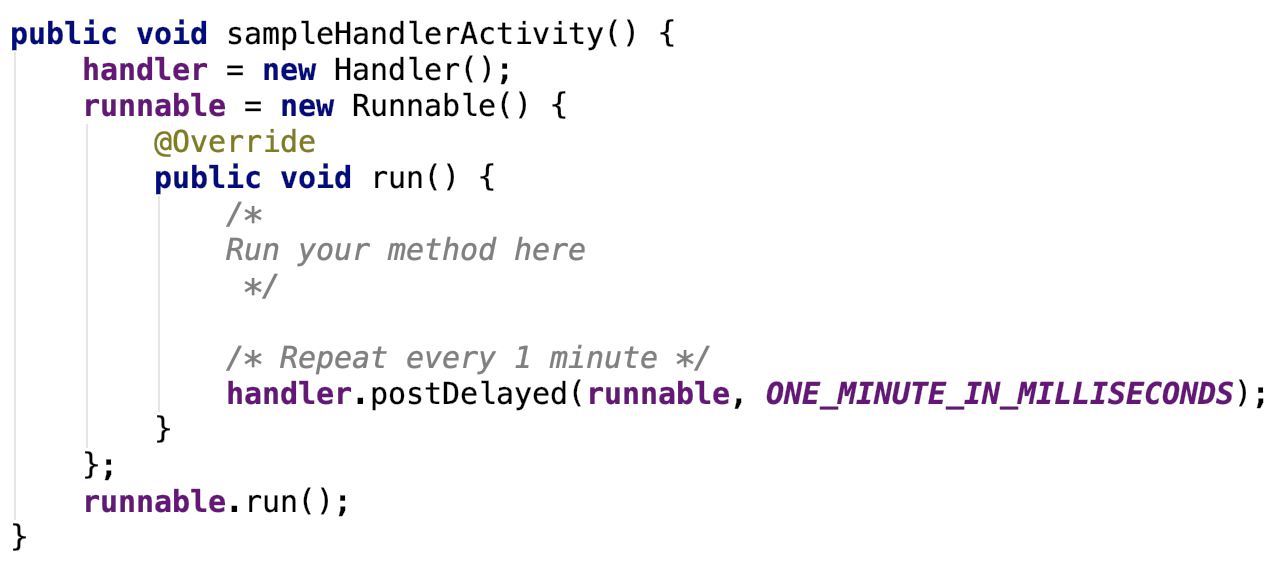 public void sampleHandlerActivity() {
    handler = new Handler();
    runnable = new Runnable() {
        @Override
        public void run() {
            /*
            Run your method here
             */

            /* Repeat every 1 minute */
            handler.postDelayed(runnable, ONE_MINUTE_IN_MILLISECONDS);
        }
    };
    runnable.run();
}